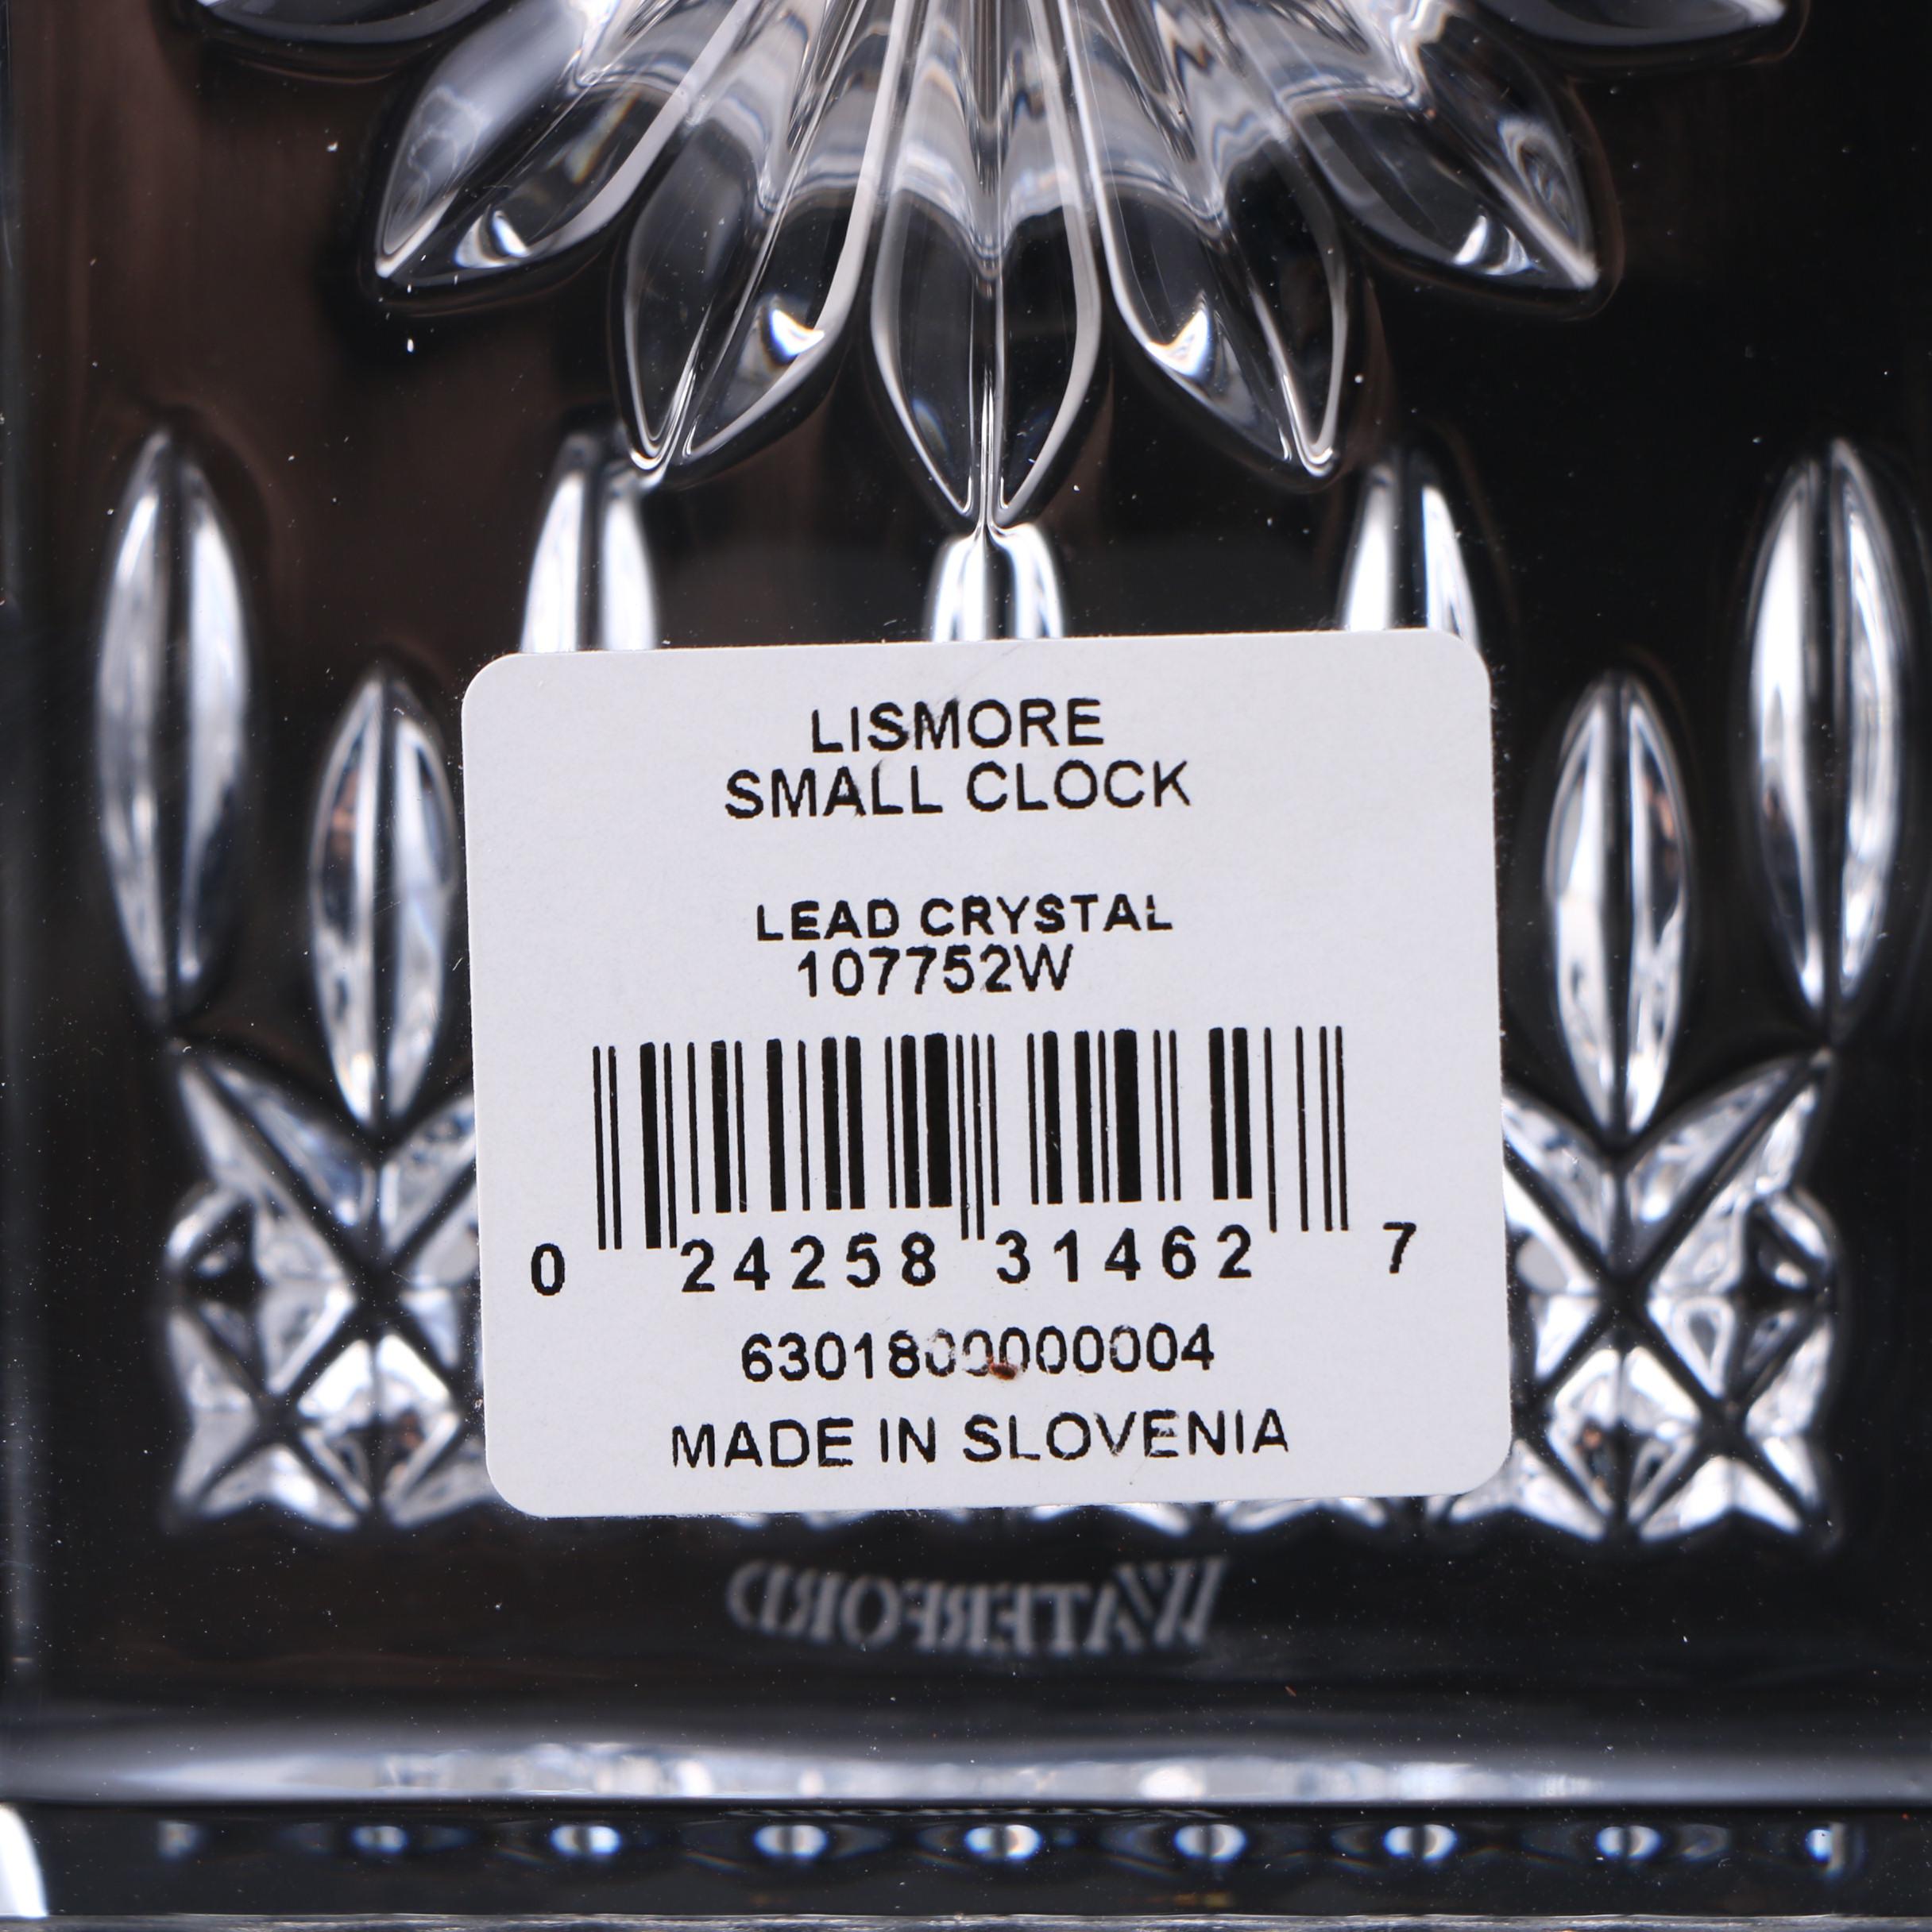 LISMORE
SMALL CLOCK
LEAD CRYSTAL
107752W
0 24258 31462 7
6301800000004
MADE IN SLOVENIA
WATERFORD